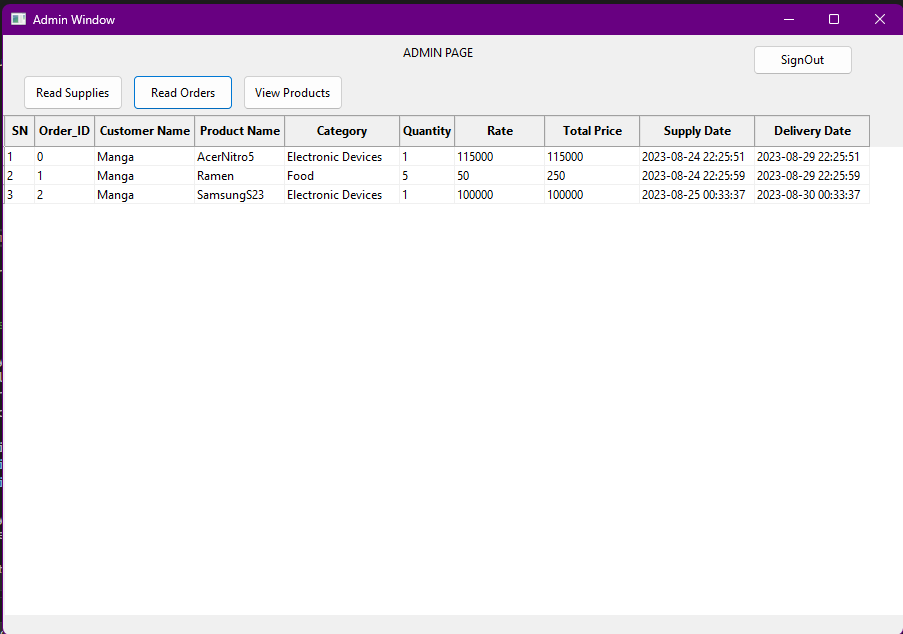 Admin Window
ADMIN PAGE
SignOut
Read Supplies Read Orders View Products
SN Order_ID Customer Name Product Name Category Quantity Rate Total Price Supply Date Delivery Date
1 0 Manga AcerNitro5 Electronic Devices 1 115000 115000 2023-08-24 22:25:51 2023-08-29 22:25:51
2 1 Manga Ramen Food 5 50 250 2023-08-24 22:25:59 2023-08-29 22:25:59
3 2 Manga SamsungS23 Electronic Devices 1 100000 100000 2023-08-25 00:33:37 2023-08-30 00:33:37